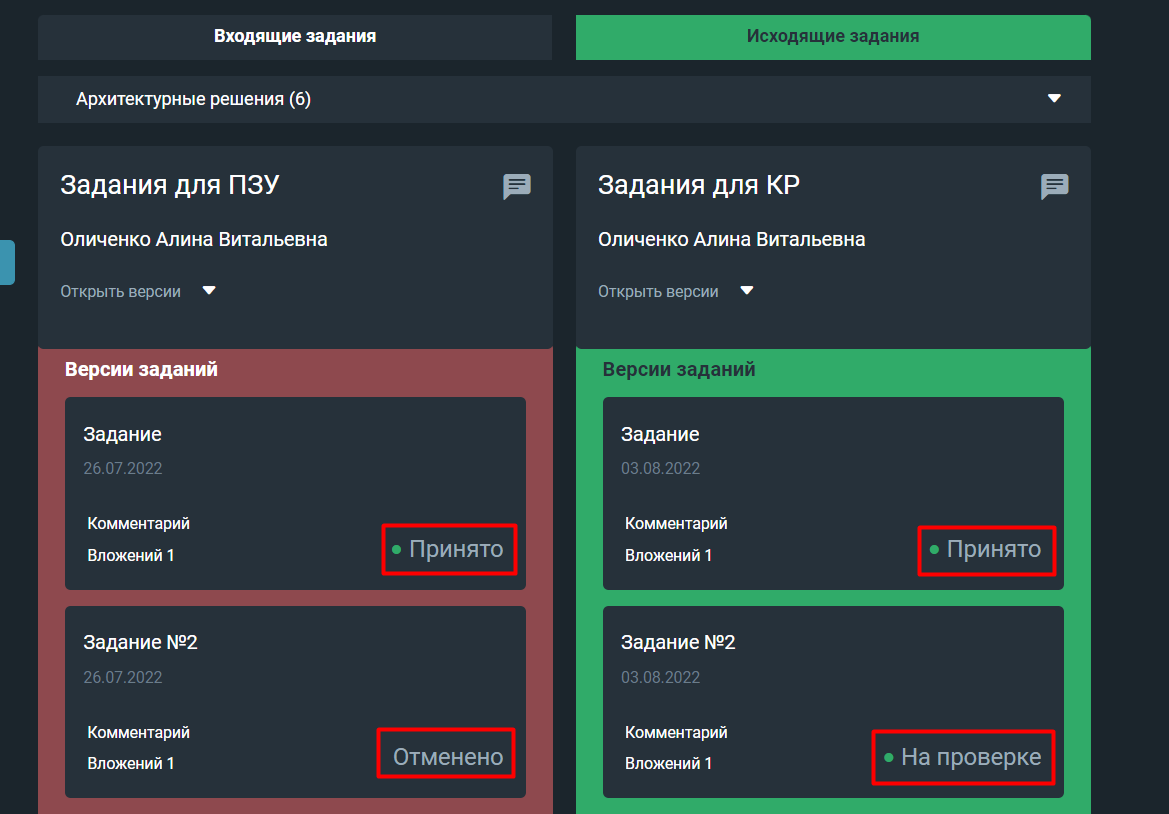 Входящие задания
Исходящие задания
Архитектурные решения (6)
Задания для ПЗУ
Оличенко Алина Витальевна
Открыть версии
Версии заданий
Задание
26.07.2022
Комментарий
Вложений 1
Принято
Задание №2
26.07.2022
Комментарий
Вложений 1
Отменено
Задания для КР
Оличенко Алина Витальевна
Открыть версии
Версии заданий
Задание
03.08.2022
Комментарий
Вложений 1
Принято
Задание №2
03.08.2022
Комментарий
Вложений 1
На проверке